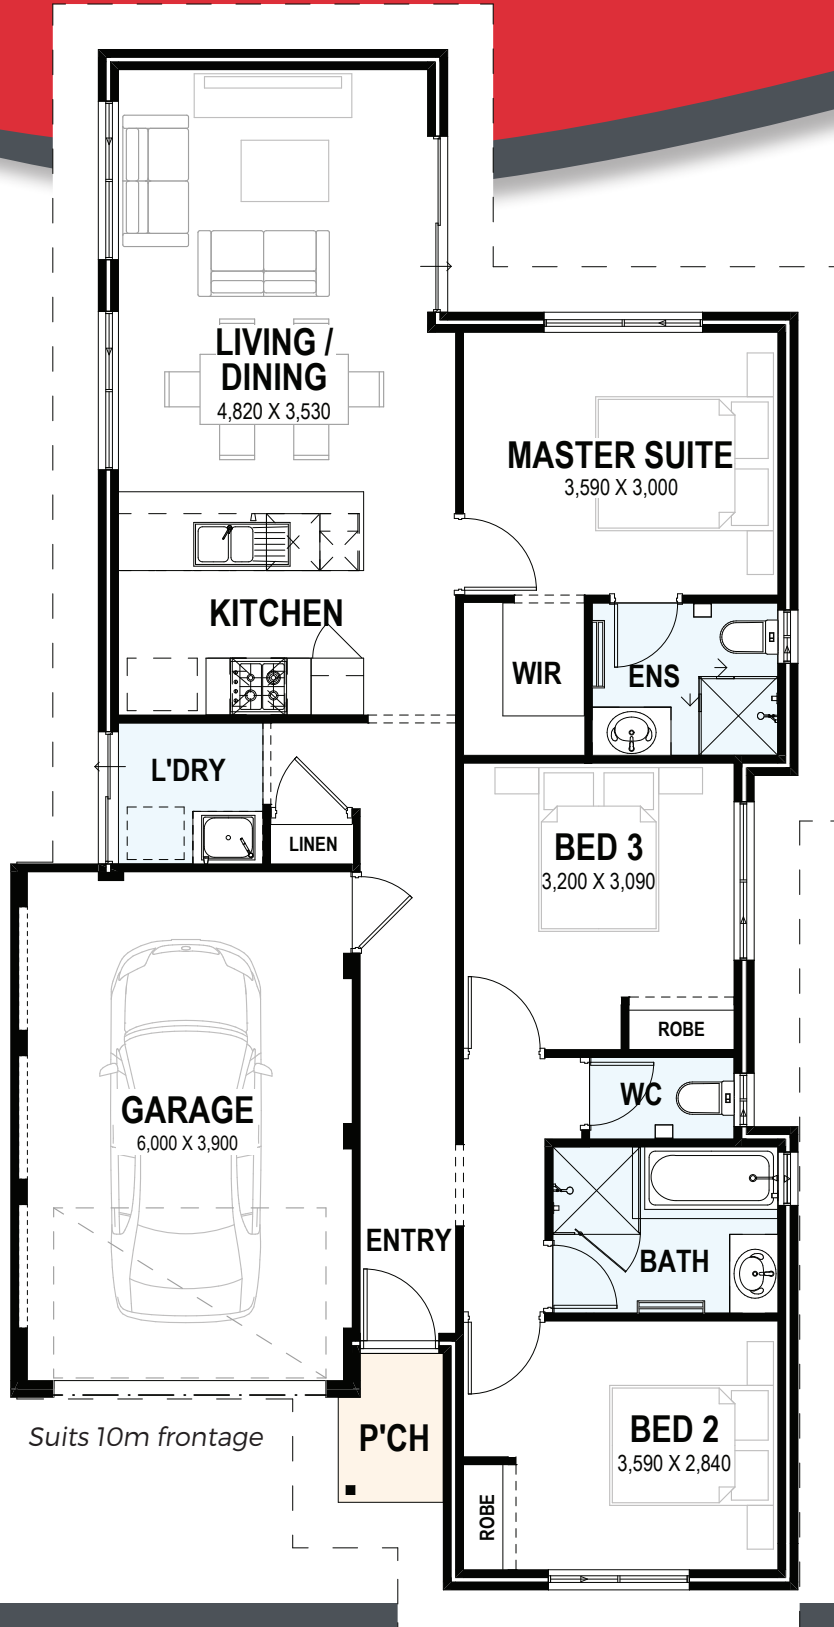 LIVING /
DINING
4,820 X 3,530
MASTER SUITE
3,590 X 3,000
KITCHEN
WIR
ENS
L'DRY
LINEN
BED 3
3,200 X 3,090
ROBE
WC
GARAGE
6,000 X 3,900
ENTRY
BATH
Suits 10m frontage
P'CH
BED 2
3,590 X 2,840
ROBE